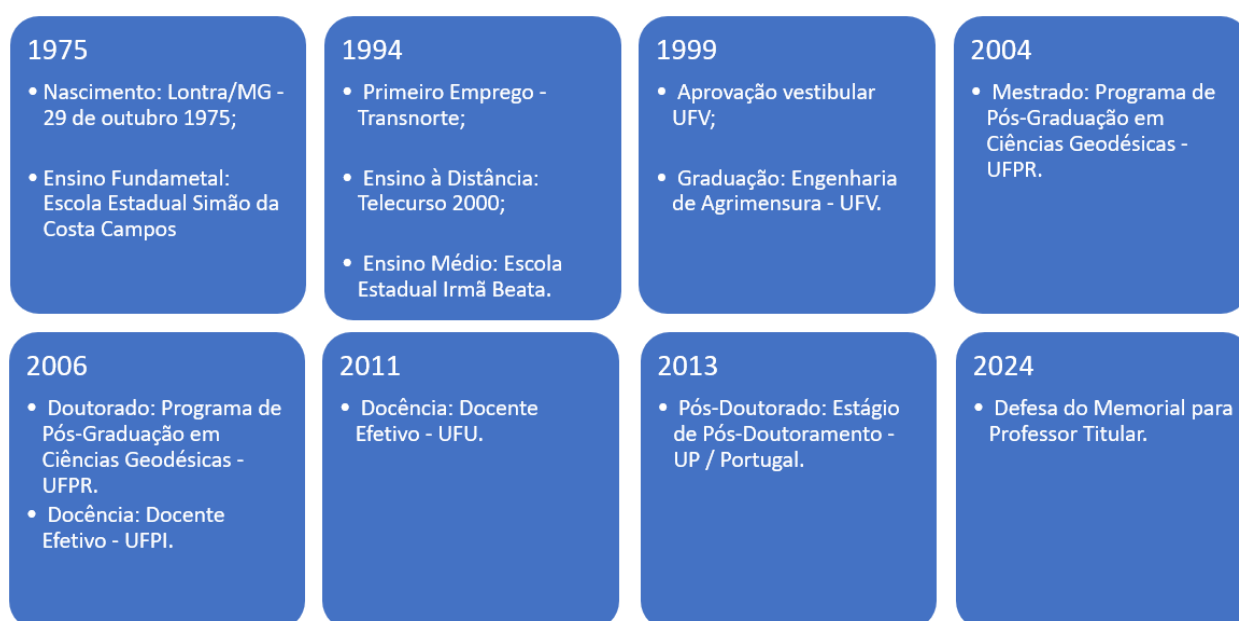 1975
• Nascimento: Lontra/MG -
29 de outubro 1975;
• Ensino Fundametal:
Escola Estadual Simão da
Costa Campos
1994
• Primeiro Emprego -
Transnorte;
• Ensino à Distância:
Telecurso 2000;
• Ensino Médio: Escola
Estadual Irmã Beata.
1999
• Aprovação vestibular
UFV;
• Graduação: Engenharia
de Agrimensura - UFV.
2004
• Mestrado: Programa de
Pós-Graduação em
Ciências Geodésicas -
UFPR.
2006
• Doutorado: Programa de
Pós-Graduação em
Ciências Geodésicas -
UFPR.
• Docência: Docente
Efetivo - UFPI.
2011
• Docência: Docente
Efetivo - UFU.
2013
• Pós-Doutorado: Estágio
de Pós-Doutoramento -
UP / Portugal.
2024
• Defesa do Memorial para
Professor Titular.